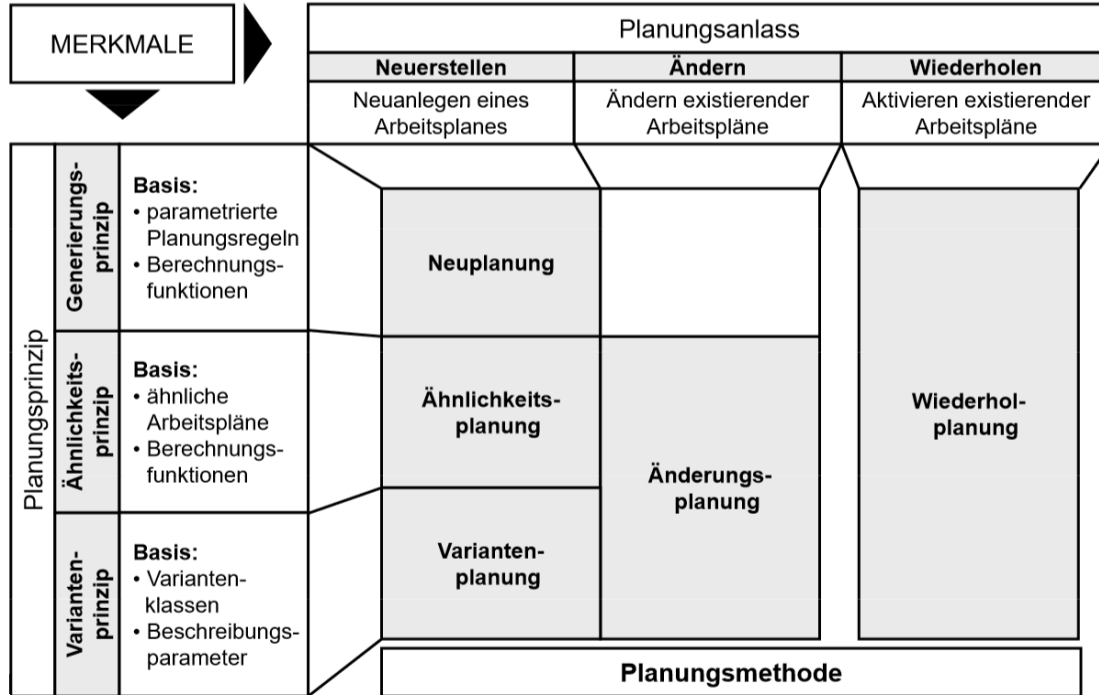 MERKMALE
Planungsanlass
Neuerstellen
Ändern
Wiederholen
Neuanlegen eines
Arbeitsplanes
Ändern existierender
Arbeitspläne
Aktivieren existierender
Arbeitspläne
Planungsprinzip
Generierungs-
prinzip
Basis:
• parametrierte
Planungsregeln
• Berechnungs-
funktionen
Ähnlichkeits-
prinzip
Basis:
• ähnliche
Arbeitspläne
• Berechnungs-
funktionen
Varianten-
prinzip
Basis:
• Varianten-
klassen
• Beschreibungs-
parameter
Neuplanung
Ähnlichkeits-
planung
Varianten-
planung
Änderungs-
planung
Wiederhol-
planung
Planungsmethode